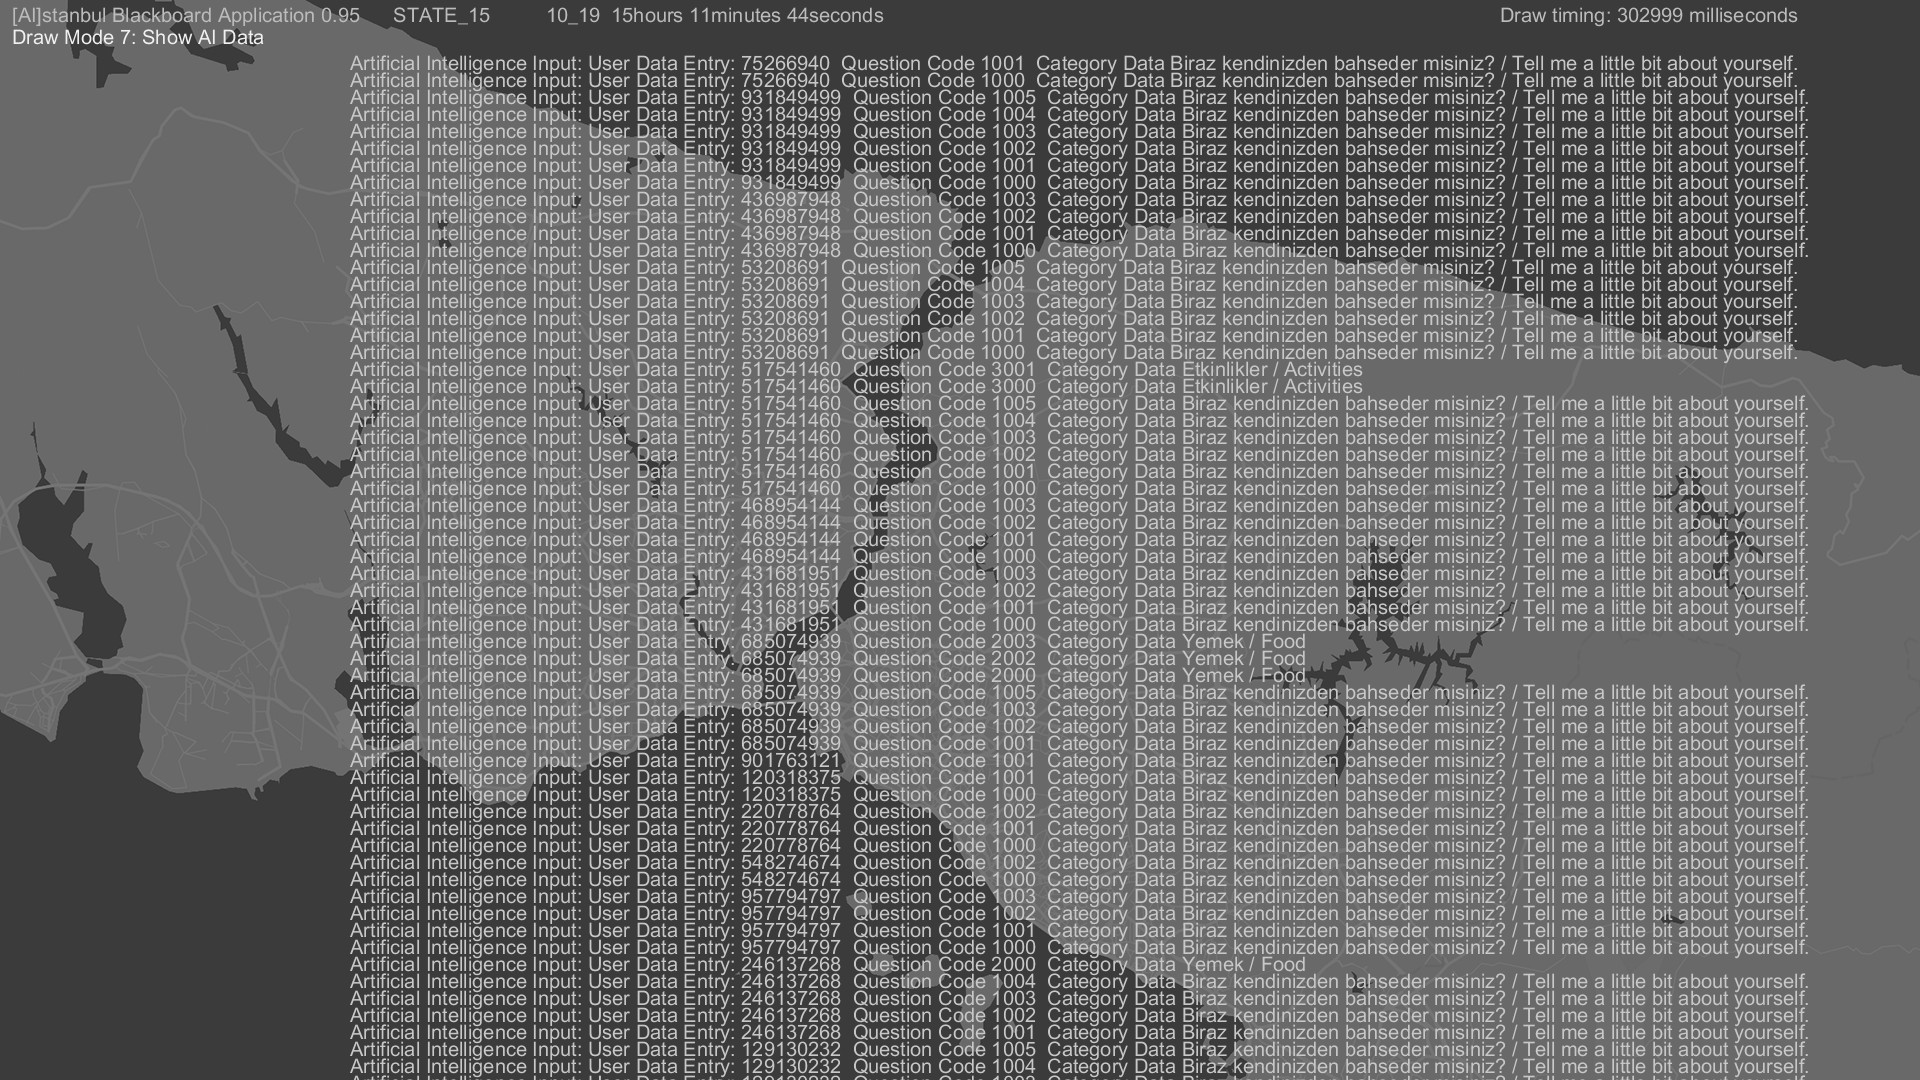 [AI]stanbul Blackboard Application 0.95 STATE_15 10_19 15hours 11minutes 44seconds Draw timing: 302999 milliseconds
Draw Mode 7: Show AI Data
Artificial Intelligence Input: User Data Entry: 75266940 Question Code 1001 Category Data Biraz kendinizden bahseder misiniz? / Tell me a little bit about yourself.
Artificial Intelligence Input: User Data Entry: 75266940 Question Code 1000 Category Data Biraz kendinizden bahseder misiniz? / Tell me a little bit about yourself.
Artificial Intelligence Input: User Data Entry: 931849499 Question Code 1005 Category Data Biraz kendinizden bahseder misiniz? / Tell me a little bit about yourself.
Artificial Intelligence Input: User Data Entry: 931849499 Question Code 1004 Category Data Biraz kendinizden bahseder misiniz? / Tell me a little bit about yourself.
Artificial Intelligence Input: User Data Entry: 931849499 Question Code 1003 Category Data Biraz kendinizden bahseder misiniz? / Tell me a little bit about yourself.
Artificial Intelligence Input: User Data Entry: 931849499 Question Code 1002 Category Data Biraz kendinizden bahseder misiniz? / Tell me a little bit about yourself.
Artificial Intelligence Input: User Data Entry: 931849499 Question Code 1001 Category Data Biraz kendinizden bahseder misiniz? / Tell me a little bit about yourself.
Artificial Intelligence Input: User Data Entry: 931849499 Question Code 1000 Category Data Biraz kendinizden bahseder misiniz? / Tell me a little bit about yourself.
Artificial Intelligence Input: User Data Entry: 436987948 Question Code 1003 Category Data Biraz kendinizden bahseder misiniz? / Tell me a little bit about yourself.
Artificial Intelligence Input: User Data Entry: 436987948 Question Code 1002 Category Data Biraz kendinizden bahseder misiniz? / Tell me a little bit about yourself.
Artificial Intelligence Input: User Data Entry: 436987948 Question Code 1001 Category Data Biraz kendinizden bahseder misiniz? / Tell me a little bit about yourself.
Artificial Intelligence Input: User Data Entry: 436987948 Question Code 1000 Category Data Biraz kendinizden bahseder misiniz? / Tell me a little bit about yourself.
Artificial Intelligence Input: User Data Entry: 53208691 Question Code 1005 Category Data Biraz kendinizden bahseder misiniz? / Tell me a little bit about yourself.
Artificial Intelligence Input: User Data Entry: 53208691 Question Code 1004 Category Data Biraz kendinizden bahseder misiniz? / Tell me a little bit about yourself.
Artificial Intelligence Input: User Data Entry: 53208691 Question Code 1003 Category Data Biraz kendinizden bahseder misiniz? / Tell me a little bit about yourself.
Artificial Intelligence Input: User Data Entry: 53208691 Question Code 1002 Category Data Biraz kendinizden bahseder misiniz? / Tell me a little bit about yourself.
Artificial Intelligence Input: User Data Entry: 53208691 Question Code 1001 Category Data Biraz kendinizden bahseder misiniz? / Tell me a little bit about yourself.
Artificial Intelligence Input: User Data Entry: 53208691 Question Code 1000 Category Data Biraz kendinizden bahseder misiniz? / Tell me a little bit about yourself.
Artificial Intelligence Input: User Data Entry: 517541460 Question Code 3001 Category Data Etkinlikler / Activities
Artificial Intelligence Input: User Data Entry: 517541460 Question Code 3000 Category Data Etkinlikler / Activities
Artificial Intelligence Input: User Data Entry: 517541460 Question Code 1005 Category Data Biraz kendinizden bahseder misiniz? / Tell me a little bit about yourself.
Artificial Intelligence Input: User Data Entry: 517541460 Question Code 1004 Category Data Biraz kendinizden bahseder misiniz? / Tell me a little bit about yourself.
Artificial Intelligence Input: User Data Entry: 517541460 Question Code 1003 Category Data Biraz kendinizden bahseder misiniz? / Tell me a little bit about yourself.
Artificial Intelligence Input: User Data Entry: 517541460 Question Code 1002 Category Data Biraz kendinizden bahseder misiniz? / Tell me a little bit about yourself.
Artificial Intelligence Input: User Data Entry: 517541460 Question Code 1001 Category Data Biraz kendinizden bahseder misiniz? / Tell me a little bit about yourself.
Artificial Intelligence Input: User Data Entry: 517541460 Question Code 1000 Category Data Biraz kendinizden bahseder misiniz? / Tell me a little bit about yourself.
Artificial Intelligence Input: User Data Entry: 468954144 Question Code 1003 Category Data Biraz kendinizden bahseder misiniz? / Tell me a little bit about yourself.
Artificial Intelligence Input: User Data Entry: 468954144 Question Code 1002 Category Data Biraz kendinizden bahseder misiniz? / Tell me a little bit about yourself.
Artificial Intelligence Input: User Data Entry: 468954144 Question Code 1001 Category Data Biraz kendinizden bahseder misiniz? / Tell me a little bit about yourself.
Artificial Intelligence Input: User Data Entry: 468954144 Question Code 1000 Category Data Biraz kendinizden bahseder misiniz? / Tell me a little bit about yourself.
Artificial Intelligence Input: User Data Entry: 431681951 Question Code 1003 Category Data Biraz kendinizden bahseder misiniz? / Tell me a little bit about yourself.
Artificial Intelligence Input: User Data Entry: 431681951 Question Code 1002 Category Data Biraz kendinizden bahseder misiniz? / Tell me a little bit about yourself.
Artificial Intelligence Input: User Data Entry: 431681951 Question Code 1001 Category Data Biraz kendinizden bahseder misiniz? / Tell me a little bit about yourself.
Artificial Intelligence Input: User Data Entry: 431681951 Question Code 1000 Category Data Biraz kendinizden bahseder misiniz? / Tell me a little bit about yourself.
Artificial Intelligence Input: User Data Entry: 685074939 Question Code 2003 Category Data Yemek / Food
Artificial Intelligence Input: User Data Entry: 685074939 Question Code 2002 Category Data Yemek / Food
Artificial Intelligence Input: User Data Entry: 685074939 Question Code 2000 Category Data Yemek / Food
Artificial Intelligence Input: User Data Entry: 685074939 Question Code 1005 Category Data Biraz kendinizden bahseder misiniz? / Tell me a little bit about yourself.
Artificial Intelligence Input: User Data Entry: 685074939 Question Code 1003 Category Data Biraz kendinizden bahseder misiniz? / Tell me a little bit about yourself.
Artificial Intelligence Input: User Data Entry: 685074939 Question Code 1002 Category Data Biraz kendinizden bahseder misiniz? / Tell me a little bit about yourself.
Artificial Intelligence Input: User Data Entry: 685074939 Question Code 1001 Category Data Biraz kendinizden bahseder misiniz? / Tell me a little bit about yourself.
Artificial Intelligence Input: User Data Entry: 901763121 Question Code 1001 Category Data Biraz kendinizden bahseder misiniz? / Tell me a little bit about yourself.
Artificial Intelligence Input: User Data Entry: 120318375 Question Code 1001 Category Data Biraz kendinizden bahseder misiniz? / Tell me a little bit about yourself.
Artificial Intelligence Input: User Data Entry: 120318375 Question Code 1000 Category Data Biraz kendinizden bahseder misiniz? / Tell me a little bit about yourself.
Artificial Intelligence Input: User Data Entry: 220778764 Question Code 1002 Category Data Biraz kendinizden bahseder misiniz? / Tell me a little bit about yourself.
Artificial Intelligence Input: User Data Entry: 220778764 Question Code 1001 Category Data Biraz kendinizden bahseder misiniz? / Tell me a little bit about yourself.
Artificial Intelligence Input: User Data Entry: 220778764 Question Code 1000 Category Data Biraz kendinizden bahseder misiniz? / Tell me a little bit about yourself.
Artificial Intelligence Input: User Data Entry: 548274674 Question Code 1002 Category Data Biraz kendinizden bahseder misiniz? / Tell me a little bit about yourself.
Artificial Intelligence Input: User Data Entry: 548274674 Question Code 1000 Category Data Biraz kendinizden bahseder misiniz? / Tell me a little bit about yourself.
Artificial Intelligence Input: User Data Entry: 957794797 Question Code 1003 Category Data Biraz kendinizden bahseder misiniz? / Tell me a little bit about yourself.
Artificial Intelligence Input: User Data Entry: 957794797 Question Code 1002 Category Data Biraz kendinizden bahseder misiniz? / Tell me a little bit about yourself.
Artificial Intelligence Input: User Data Entry: 957794797 Question Code 1001 Category Data Biraz kendinizden bahseder misiniz? / Tell me a little bit about yourself.
Artificial Intelligence Input: User Data Entry: 957794797 Question Code 1000 Category Data Biraz kendinizden bahseder misiniz? / Tell me a little bit about yourself.
Artificial Intelligence Input: User Data Entry: 246137268 Question Code 2000 Category Data Yemek / Food
Artificial Intelligence Input: User Data Entry: 246137268 Question Code 1004 Category Data Biraz kendinizden bahseder misiniz? / Tell me a little bit about yourself.
Artificial Intelligence Input: User Data Entry: 246137268 Question Code 1003 Category Data Biraz kendinizden bahseder misiniz? / Tell me a little bit about yourself.
Artificial Intelligence Input: User Data Entry: 246137268 Question Code 1002 Category Data Biraz kendinizden bahseder misiniz? / Tell me a little bit about yourself.
Artificial Intelligence Input: User Data Entry: 246137268 Question Code 1001 Category Data Biraz kendinizden bahseder misiniz? / Tell me a little bit about yourself.
Artificial Intelligence Input: User Data Entry: 129130232 Question Code 1005 Category Data Biraz kendinizden bahseder misiniz? / Tell me a little bit about yourself.
Artificial Intelligence Input: User Data Entry: 129130232 Question Code 1004 Category Data Biraz kendinizden bahseder misiniz? / Tell me a little bit about yourself.